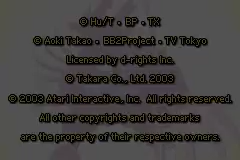 © Hu/T • BP • TX
© Aoki Takao • BB2Project • TV Tokyo
Licensed by d-rights Inc.
© Takara Co., Ltd. 2003
© 2003 Atari Interactive, Inc. All rights reserved.
All other copyrights and trademarks
are the property of their respective owners.